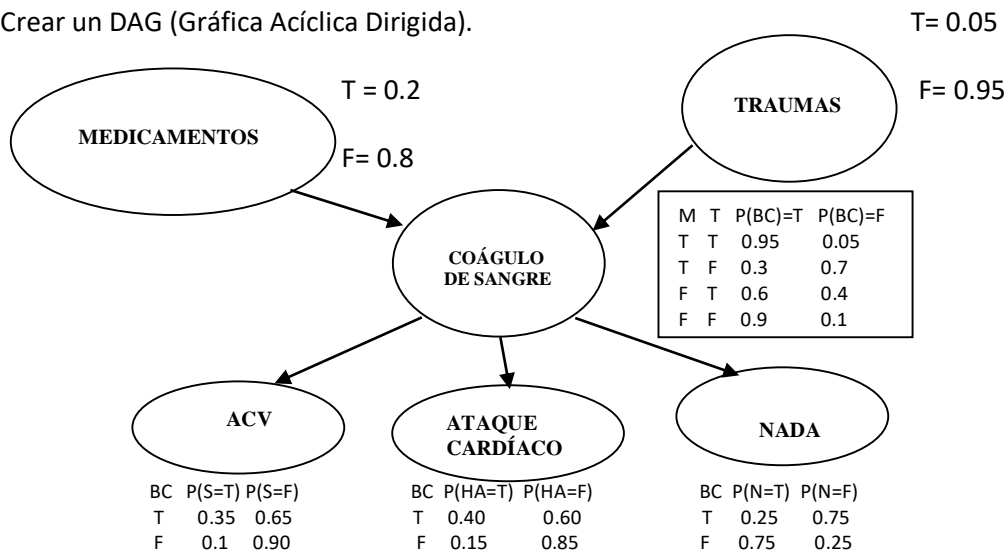 Crear un DAG (Gráfica Acíclica Dirigida).
T= 0.05
T = 0.2
F= 0.95
TRAUMAS
MEDICAMENTOS
F= 0.8
M T P(BC)=T P(BC)=F
T T 0.95 0.05
T F 0.3 0.7
F T 0.6 0.4
F F 0.9 0.1
COÁGULO
DE SANGRE
ACV
ATAQUE
CARDÍACO
NADA
BC P(S=T) P(S=F)
T 0.35 0.65
F 0.1 0.90
BC P(HA=T) P(HA=F)
T 0.40 0.60
F 0.15 0.85
BC P(N=T) P(N=F)
T 0.25 0.75
F 0.75 0.25